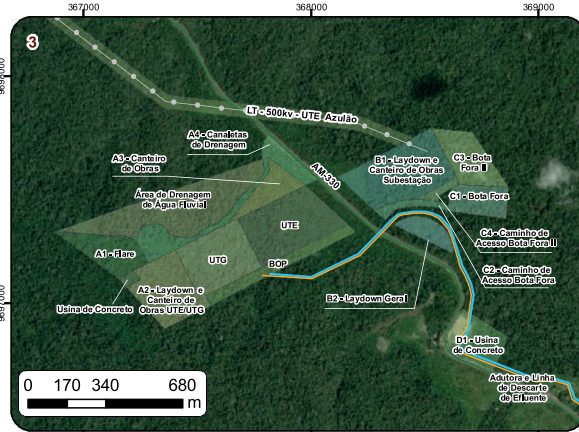 367000
368000
369000
3
9698000
LT - 500kv - UTE Azulão
A4 - Canaletas
de Drenagem
A3 - Canteiro
de Obras
AM-330
B1 - Laydown e
Canteiro de Obras
Subestação
C3 - Bota
Fora II
Área de Drenagem
de Água Fluvial
C1 - Bota Fora
UTE
C4 - Caminho de
Acesso Bota Fora II
A1 - Flare
UTG
BOP
C2 - Caminho de
Acesso Bota Fora
A2 - Laydown e
Canteiro de
Obras UTE/UTG
Usina de Concreto
B2 - Laydown Geral
9697000
D1 - Usina
de Concreto
Adutora e Linha
de Descarte
de Efluente
0 170 340 680
m